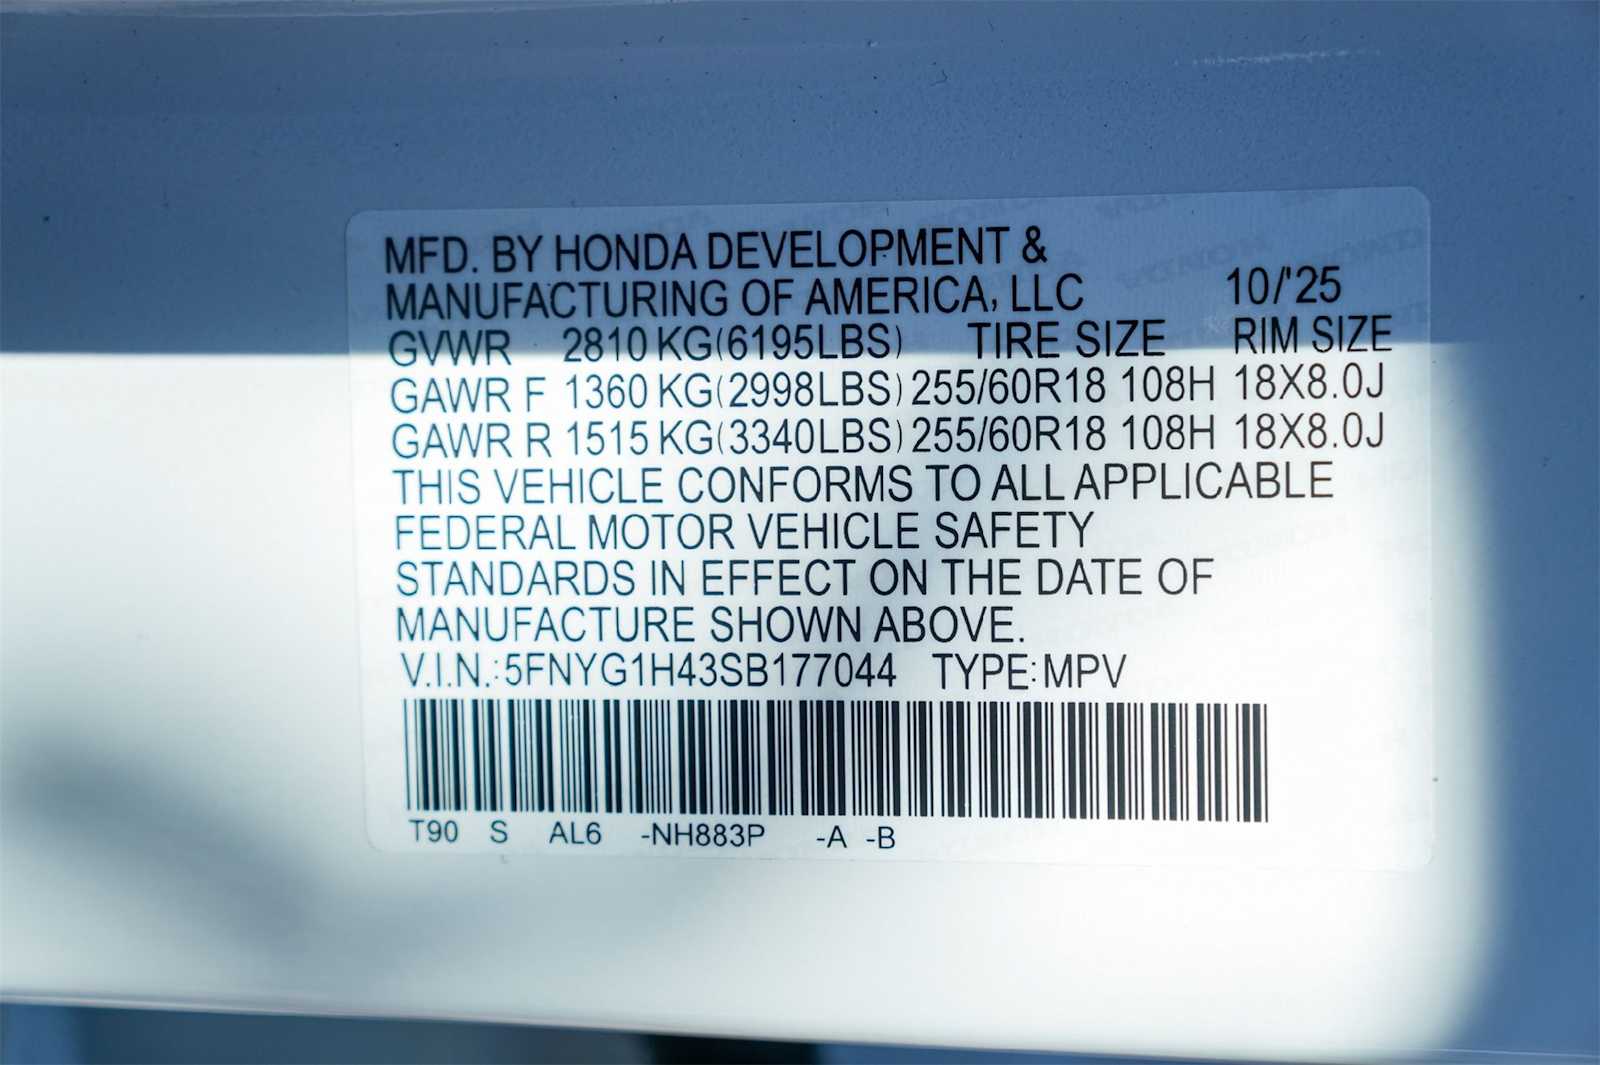 MFD. BY HONDA DEVELOPMENT &
MANUFACTURING OF AMERICA, LLC 10/'25
GVWR 2810 KG(6195LBS) TIRE SIZE RIM SIZE
GAWR F 1360 KG(2998LBS) 255/60R18 108H 18X8.0J
GAWR R 1515 KG(3340LBS) 255/60R18 108H 18X8.0J
THIS VEHICLE CONFORMS TO ALL APPLICABLE
FEDERAL MOTOR VEHICLE SAFETY
STANDARDS IN EFFECT ON THE DATE OF
MANUFACTURE SHOWN ABOVE.
V.I.N.: 5FNYG1H43SB177044 TYPE: MPV
T90 S AL6 -NH883P -A -B